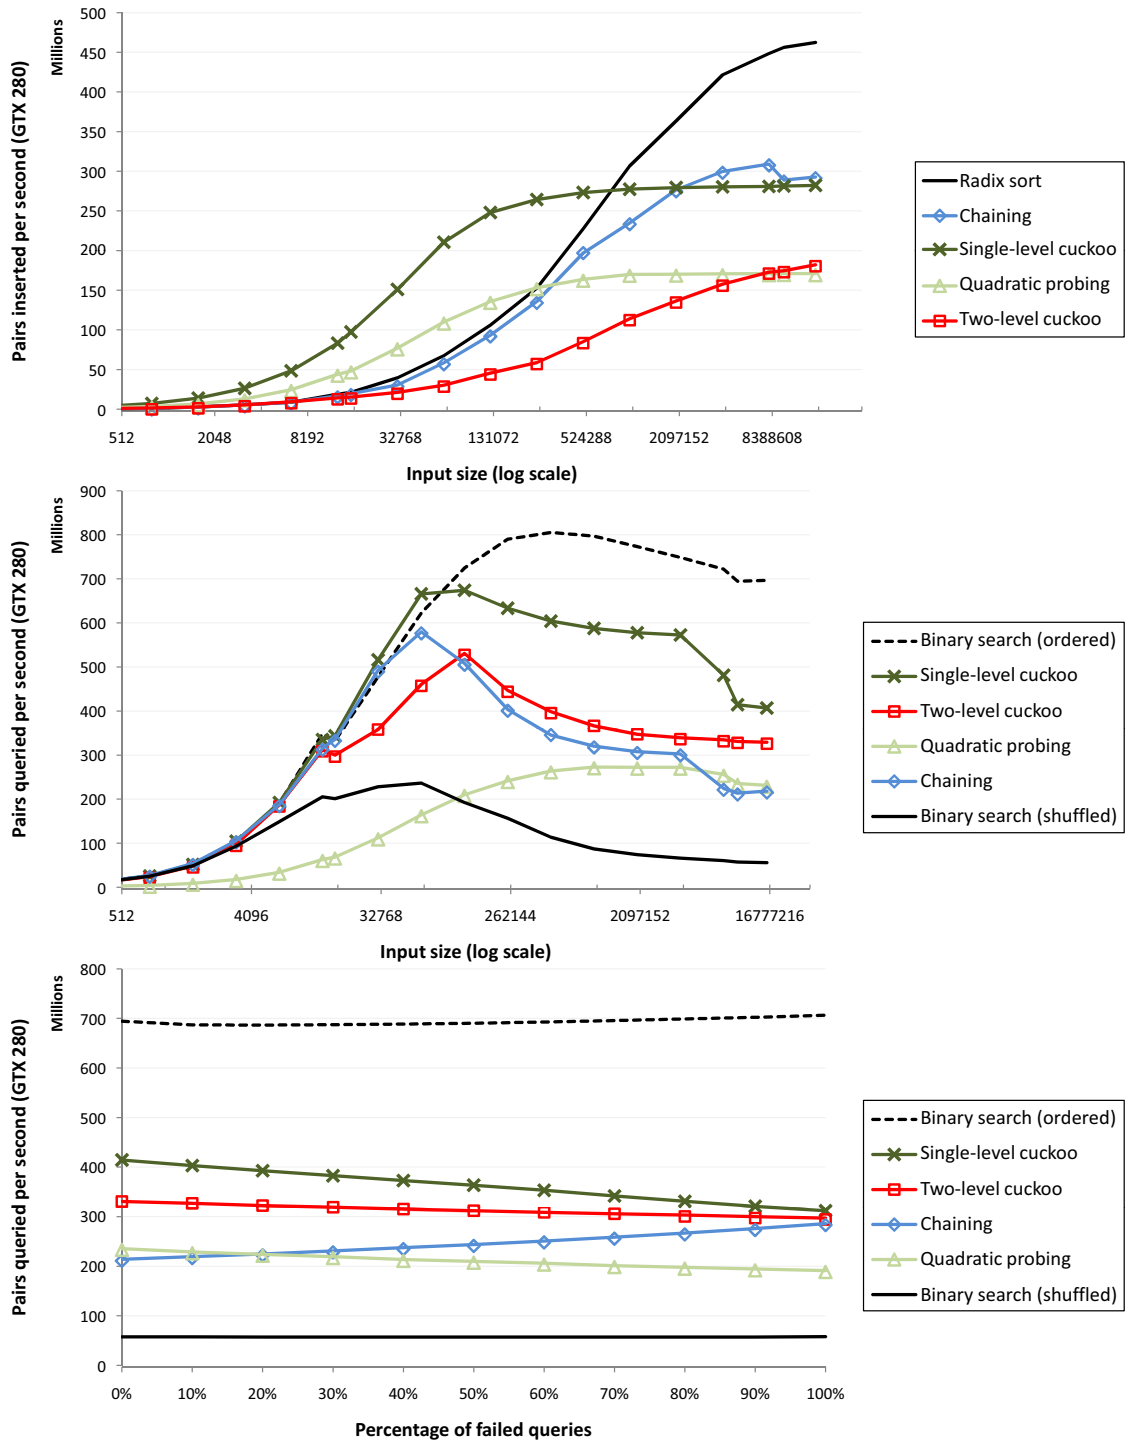 Pairs inserted per second (GTX 280)
Millions
500
450
400
350
300
250
200
150
100
50
0
512
2048
8192
32768
131072
524288
2097152
8388608
Input size (log scale)
Radix sort
Chaining
Single-level cuckoo
Quadratic probing
Two-level cuckoo
Pairs queried per second (GTX 280)
Millions
900
800
700
600
500
400
300
200
100
0
512
4096
32768
262144
2097152
16777216
Input size (log scale)
Binary search (ordered)
Single-level cuckoo
Two-level cuckoo
Quadratic probing
Chaining
Binary search (shuffled)
Pairs queried per second (GTX 280)
Millions
800
700
600
500
400
300
200
100
0
0%
10%
20%
30%
40%
50%
60%
70%
80%
90%
100%
Percentage of failed queries
Binary search (ordered)
Single-level cuckoo
Two-level cuckoo
Chaining
Quadratic probing
Binary search (shuffled)